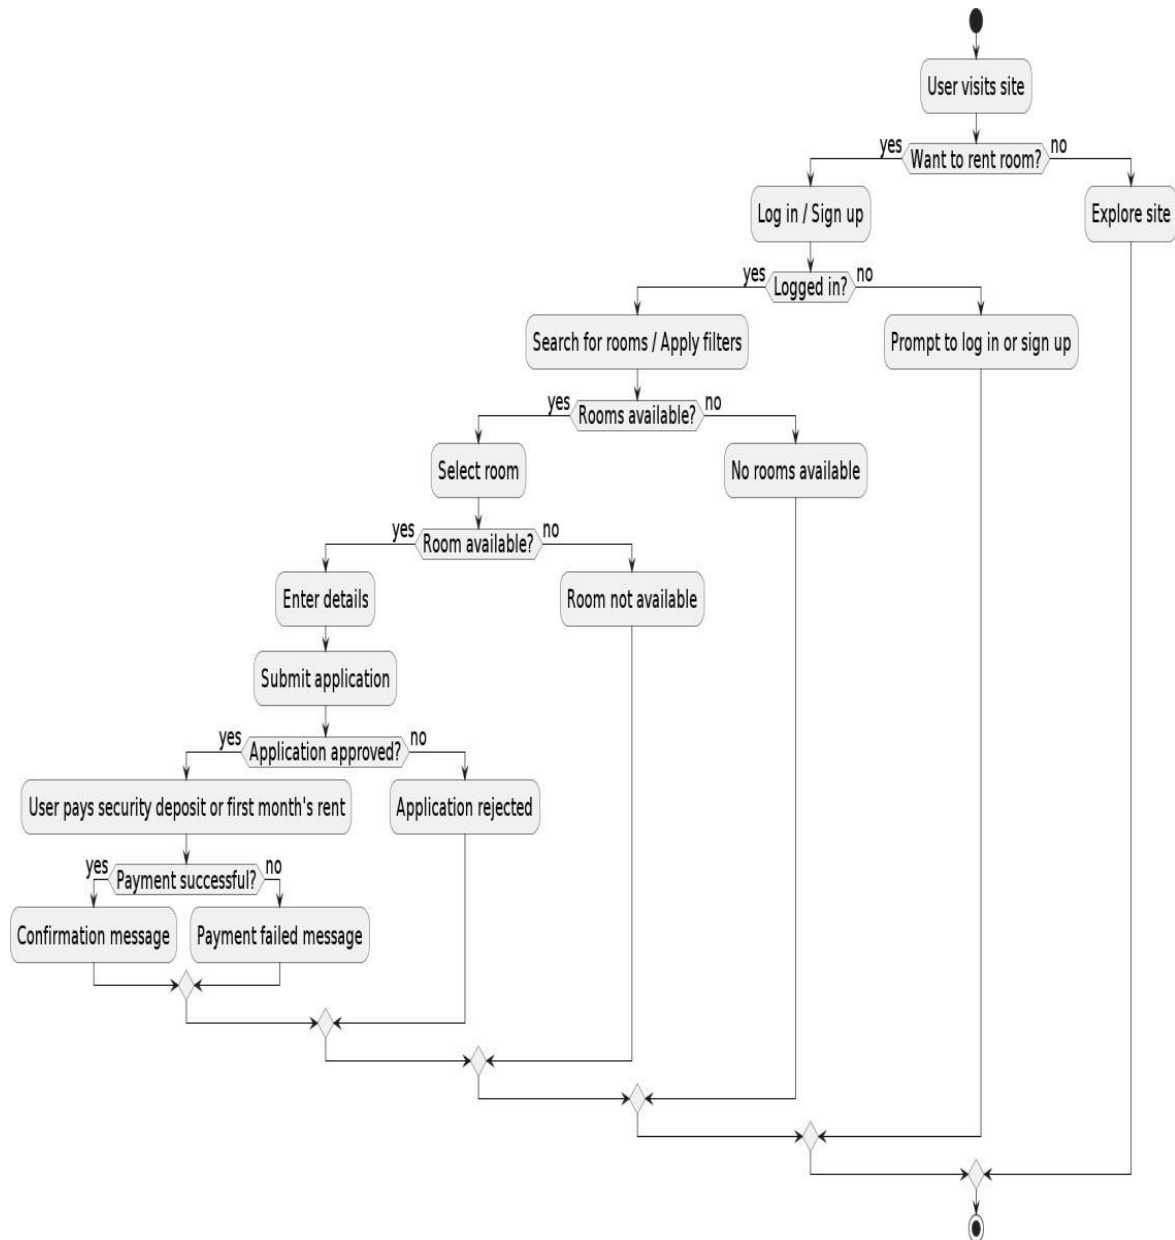 User visits site
yes
Want to rent room?
no
Log in / Sign up
Explore site
yes
Logged in?
no
Search for rooms / Apply filters
Prompt to log in or sign up
yes
Rooms available?
no
Select room
No rooms available
yes
Room available?
no
Enter details
Room not available
Submit application
yes
Application approved?
no
User pays security deposit or first month's rent
Application rejected
yes
Payment successful?
no
Confirmation message
Payment failed message